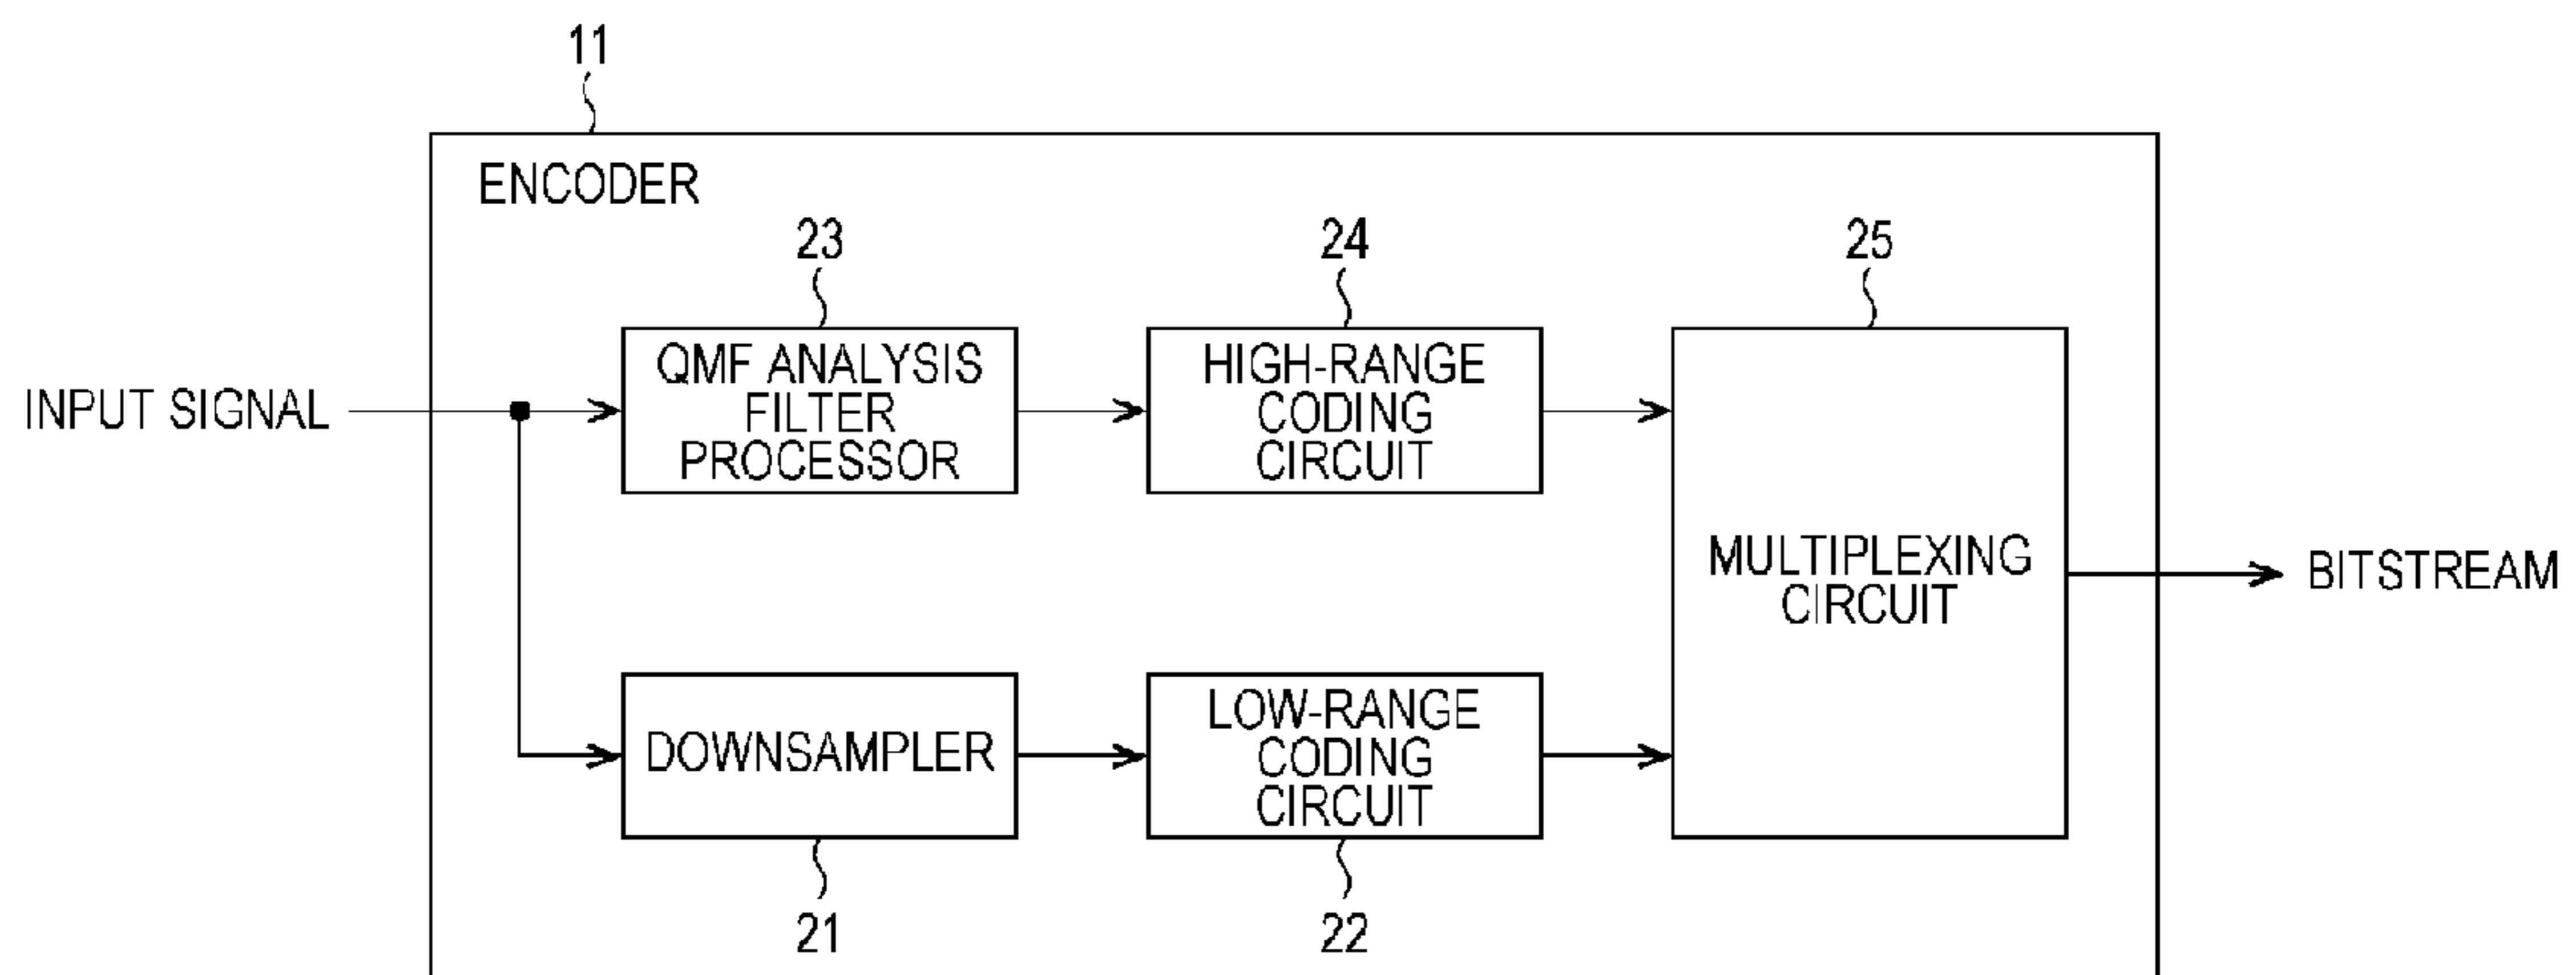 11
ENCODER
23
24
25
INPUT SIGNAL
QMF ANALYSIS
FILTER
PROCESSOR
HIGH-RANGE
CODING
CIRCUIT
MULTIPLEXING
CIRCUIT
BITSTREAM
DOWNSAMPLER
LOW-RANGE
CODING
CIRCUIT
21
22